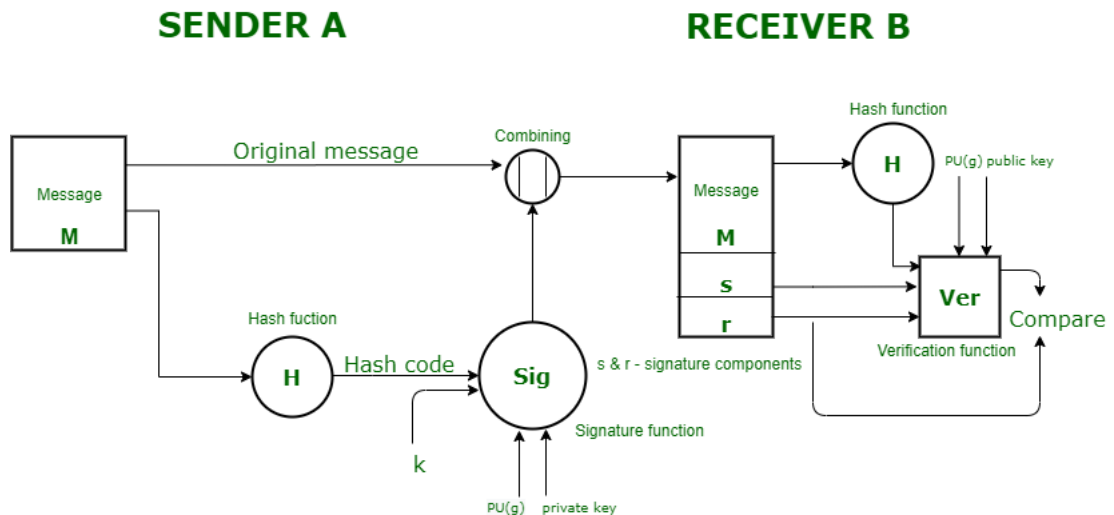 SENDER A
RECEIVER B
Message
M
Original message
Combining
Hash fuction
H
Hash code
k
Sig
PU(g)
private key
Signature function
s & r - signature components
Message
M
s
r
Hash function
H
PU(g) public key
Ver
Verification function
Compare